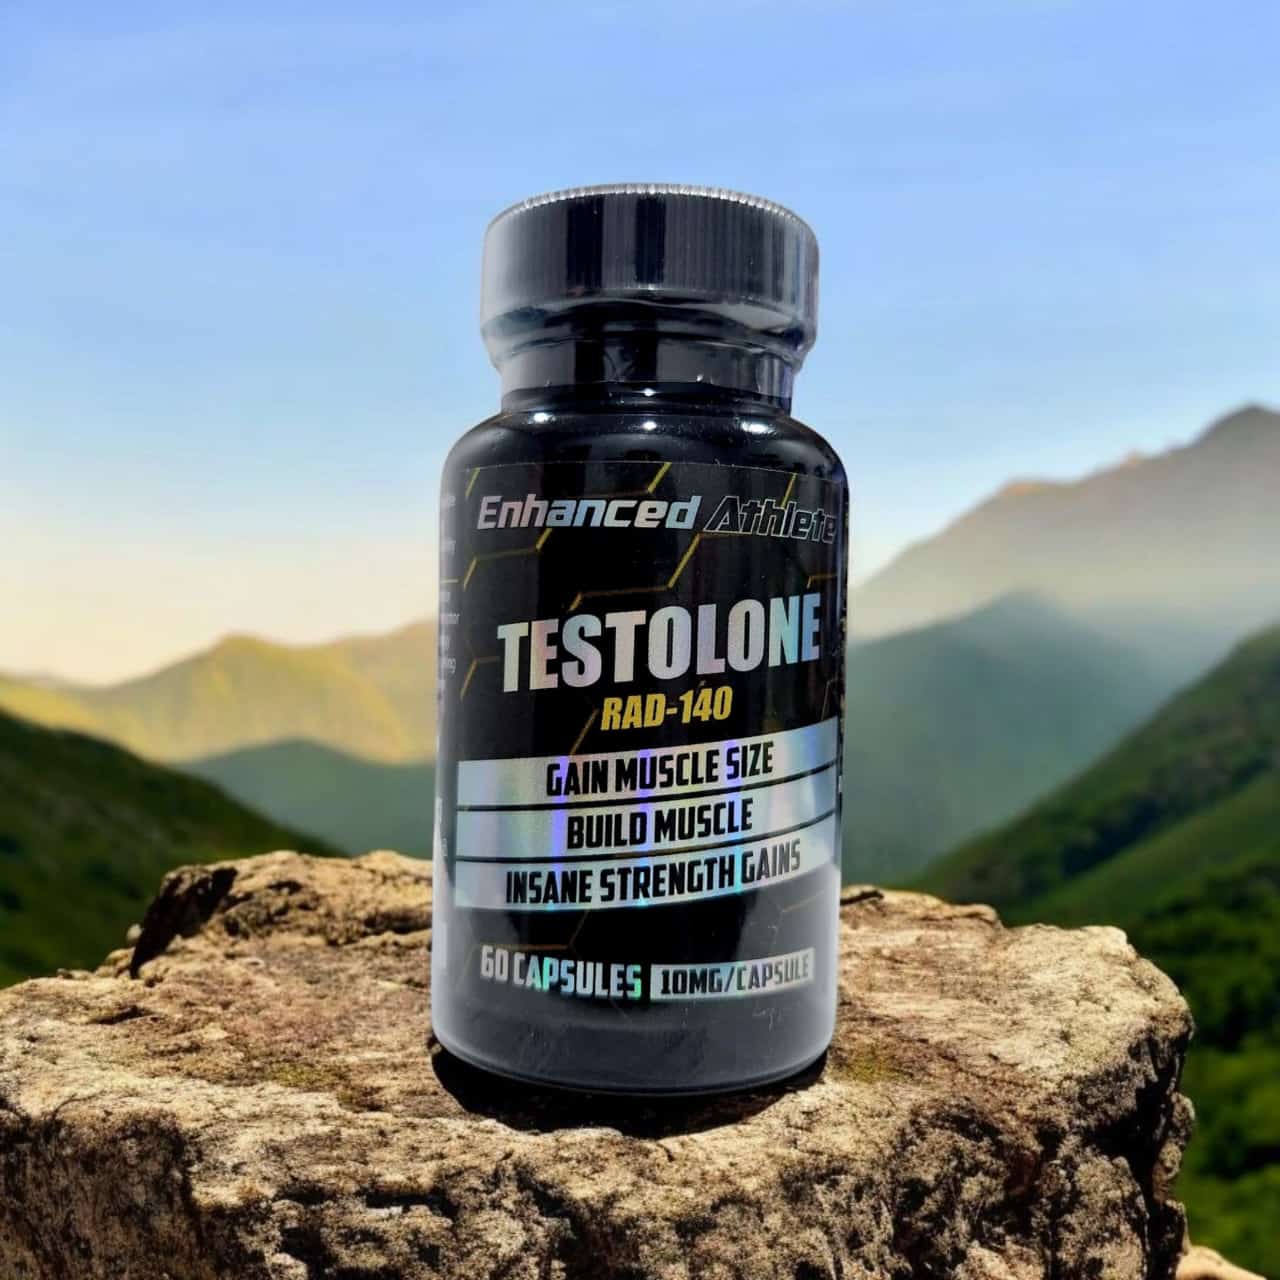 Enhanced Athlete
TESTOLONE
RAD-140
GAIN MUSCLE SIZE
BUILD MUSCLE
INSANE STRENGTH GAINS
60 CAPSULES 10MG/CAPSULE